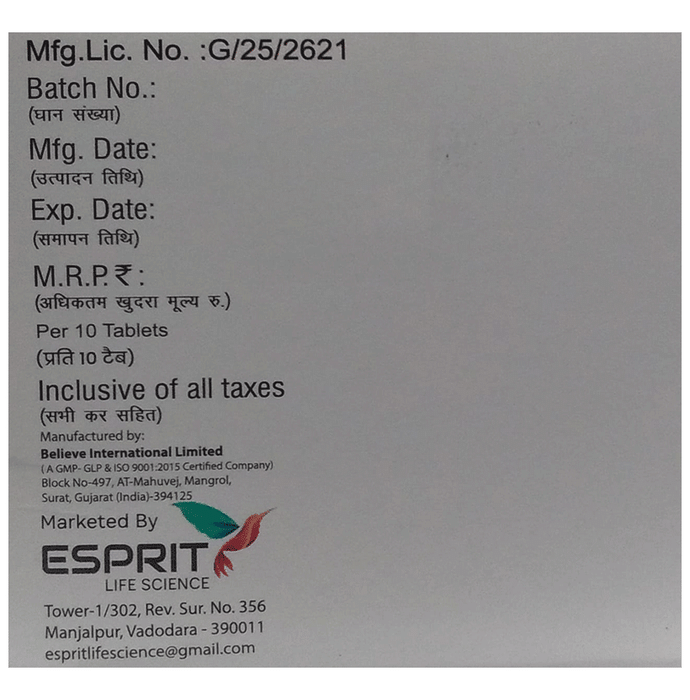 Mfg.Lic. No. :G/25/2621
Batch No.:
(घान संख्या)
Mfg. Date:
(उत्पादन तिथि)
Exp. Date:
(समापन तिथि)
M.R.P.₹ :
(अधिकतम खुदरा मूल्य रु.)
Per 10 Tablets
(प्रति 10 टैब)
Inclusive of all taxes
(सभी कर सहित)
Manufactured by:
Believe International Limited
( A GMP- GLP & ISO 9001:2015 Certified Company)
Block No-497, AT-Mahuvej, Mangrol,
Surat, Gujarat (India)-394125
Marketed By
ESPRIT
LIFE SCIENCE
Tower-1/302, Rev. Sur. No. 356
Manjalpur, Vadodara - 390011
espritlifescience@gmail.com